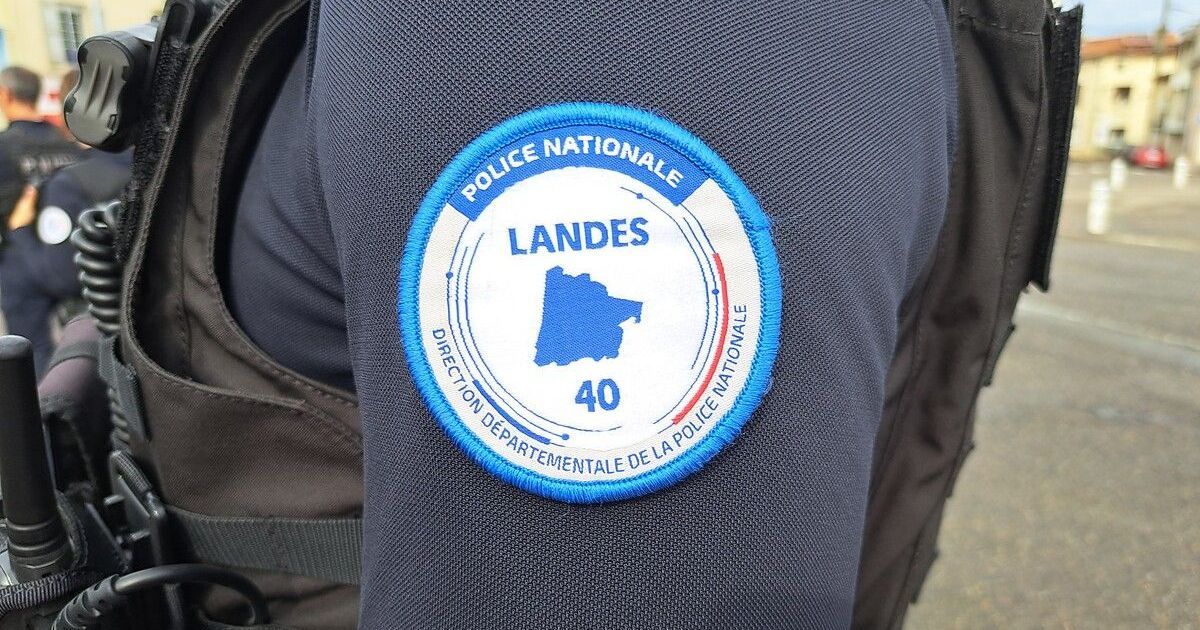 POLICE NATIONALE
LANDES
40
DIRECTION DÉPARTEMENTALE DE LA POLICE NATIONALE